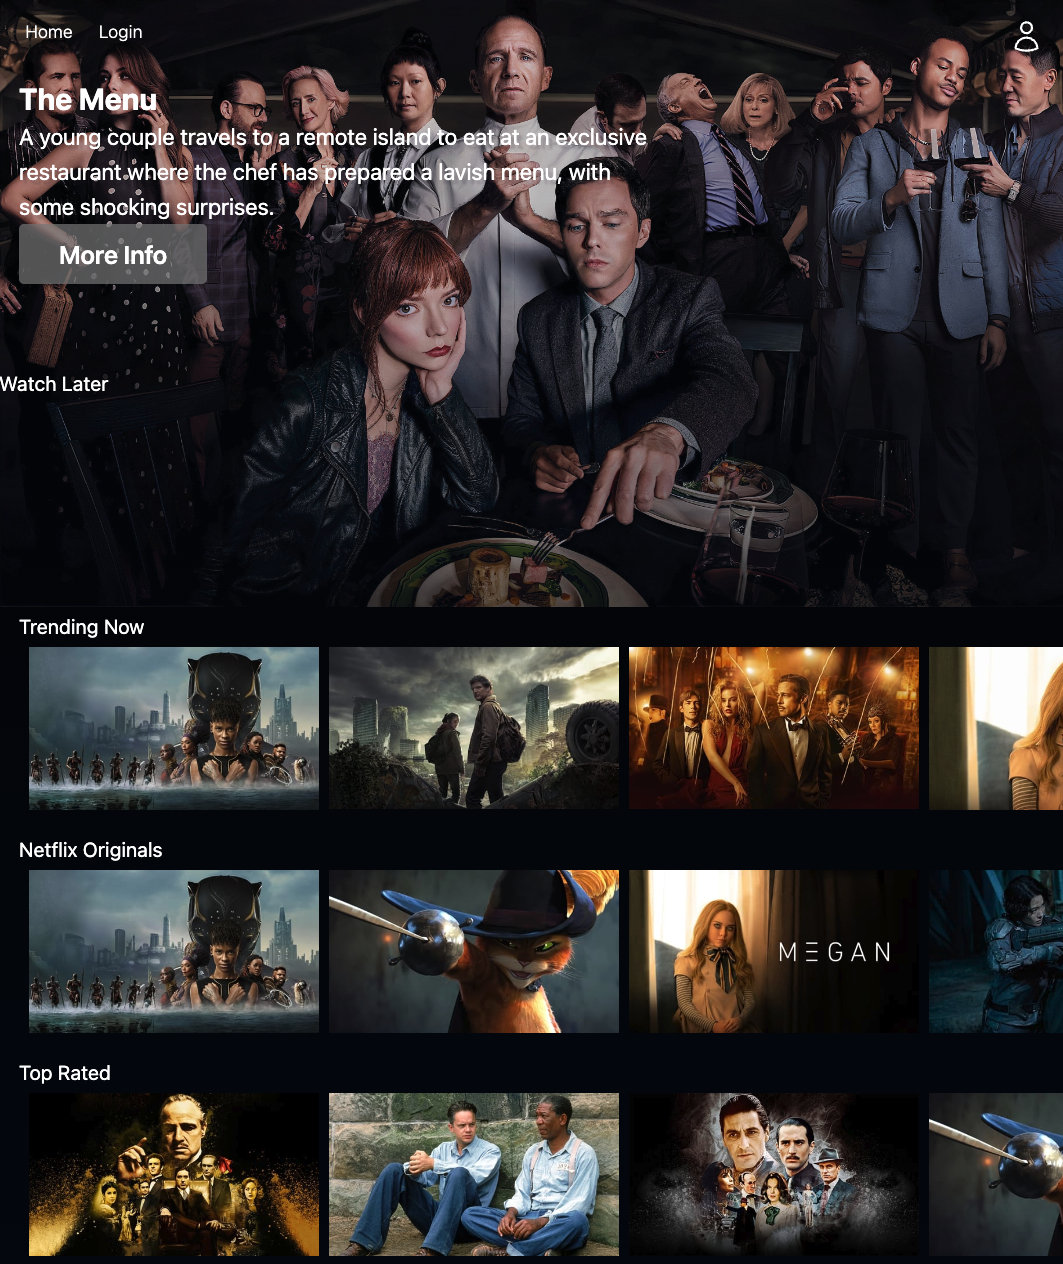 Home Login
The Menu
A young couple travels to a remote island to eat at an exclusive
restaurant where the chef has prepared a lavish menu, with
some shocking surprises.
More Info
Watch Later
Trending Now
Netflix Originals
M☰GAN
Top Rated